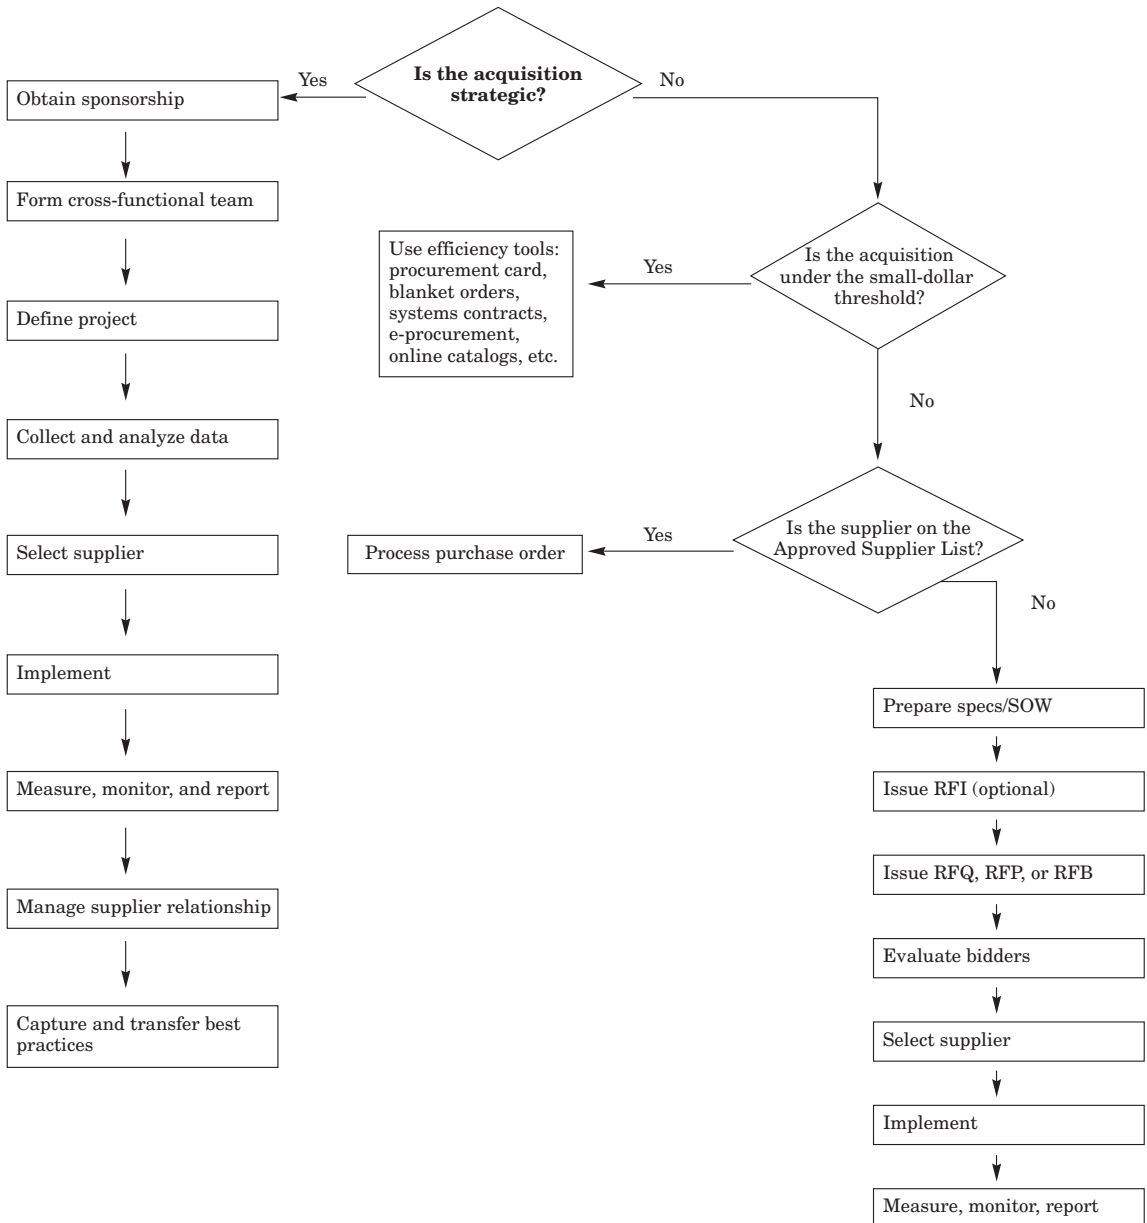 Is the acquisition
strategic?
Yes
No
Obtain sponsorship
Form cross-functional team
Define project
Collect and analyze data
Select supplier
Implement
Measure, monitor, and report
Manage supplier relationship
Capture and transfer best
practices
Is the acquisition
under the small-dollar
threshold?
Yes
Use efficiency tools:
procurement card,
blanket orders,
systems contracts,
e-procurement,
online catalogs, etc.
No
Is the supplier on the
Approved Supplier List?
Yes
Process purchase order
No
Prepare specs/SOW
Issue RFI (optional)
Issue RFQ, RFP, or RFB
Evaluate bidders
Select supplier
Implement
Measure, monitor, report